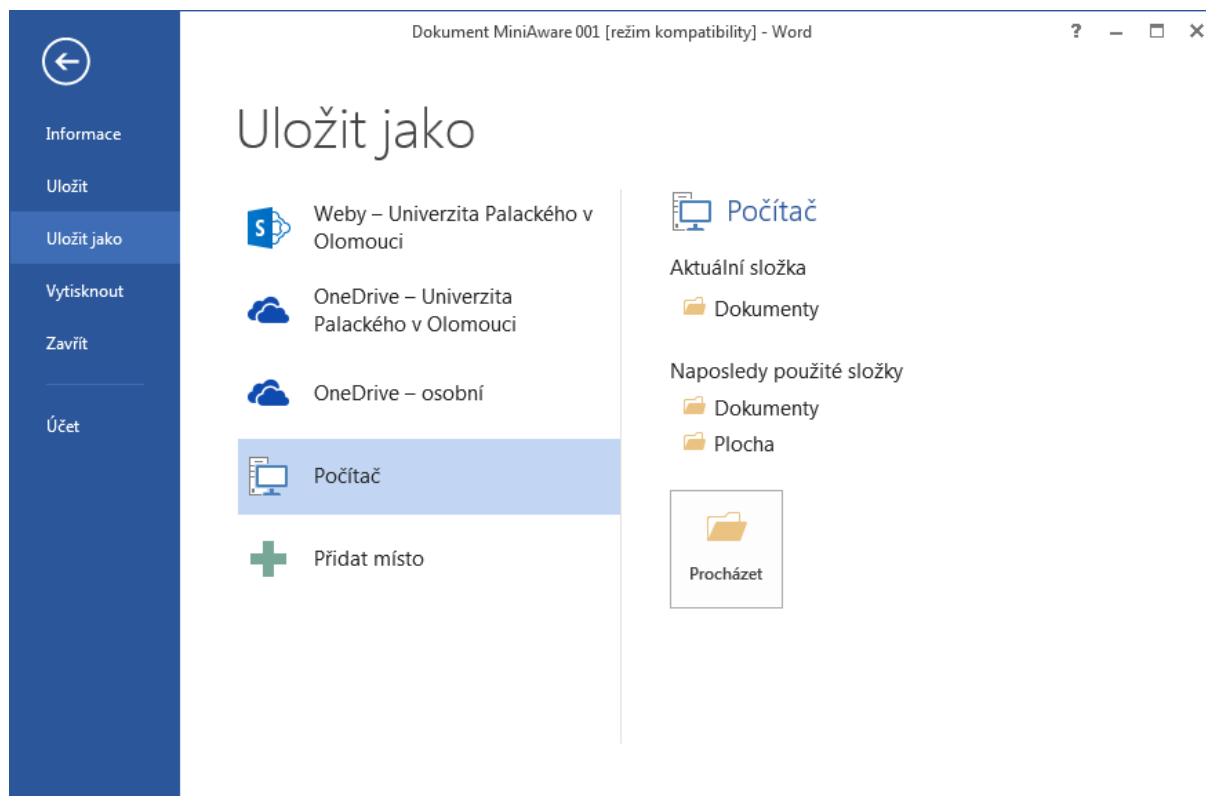 Dokument MiniAware 001 [režim kompatibility] - Word
?
Informace
Uložit
Uložit jako
Vytisknout
Zavřít
Účet
Uložit jako
S
Weby – Univerzita Palackého v
Olomouci
OneDrive – Univerzita
Palackého v Olomouci
OneDrive – osobní
Počítač
Přidat místo
Počítač
Aktuální složka
Dokumenty
Naposledy použité složky
Dokumenty
Plocha
Procházet